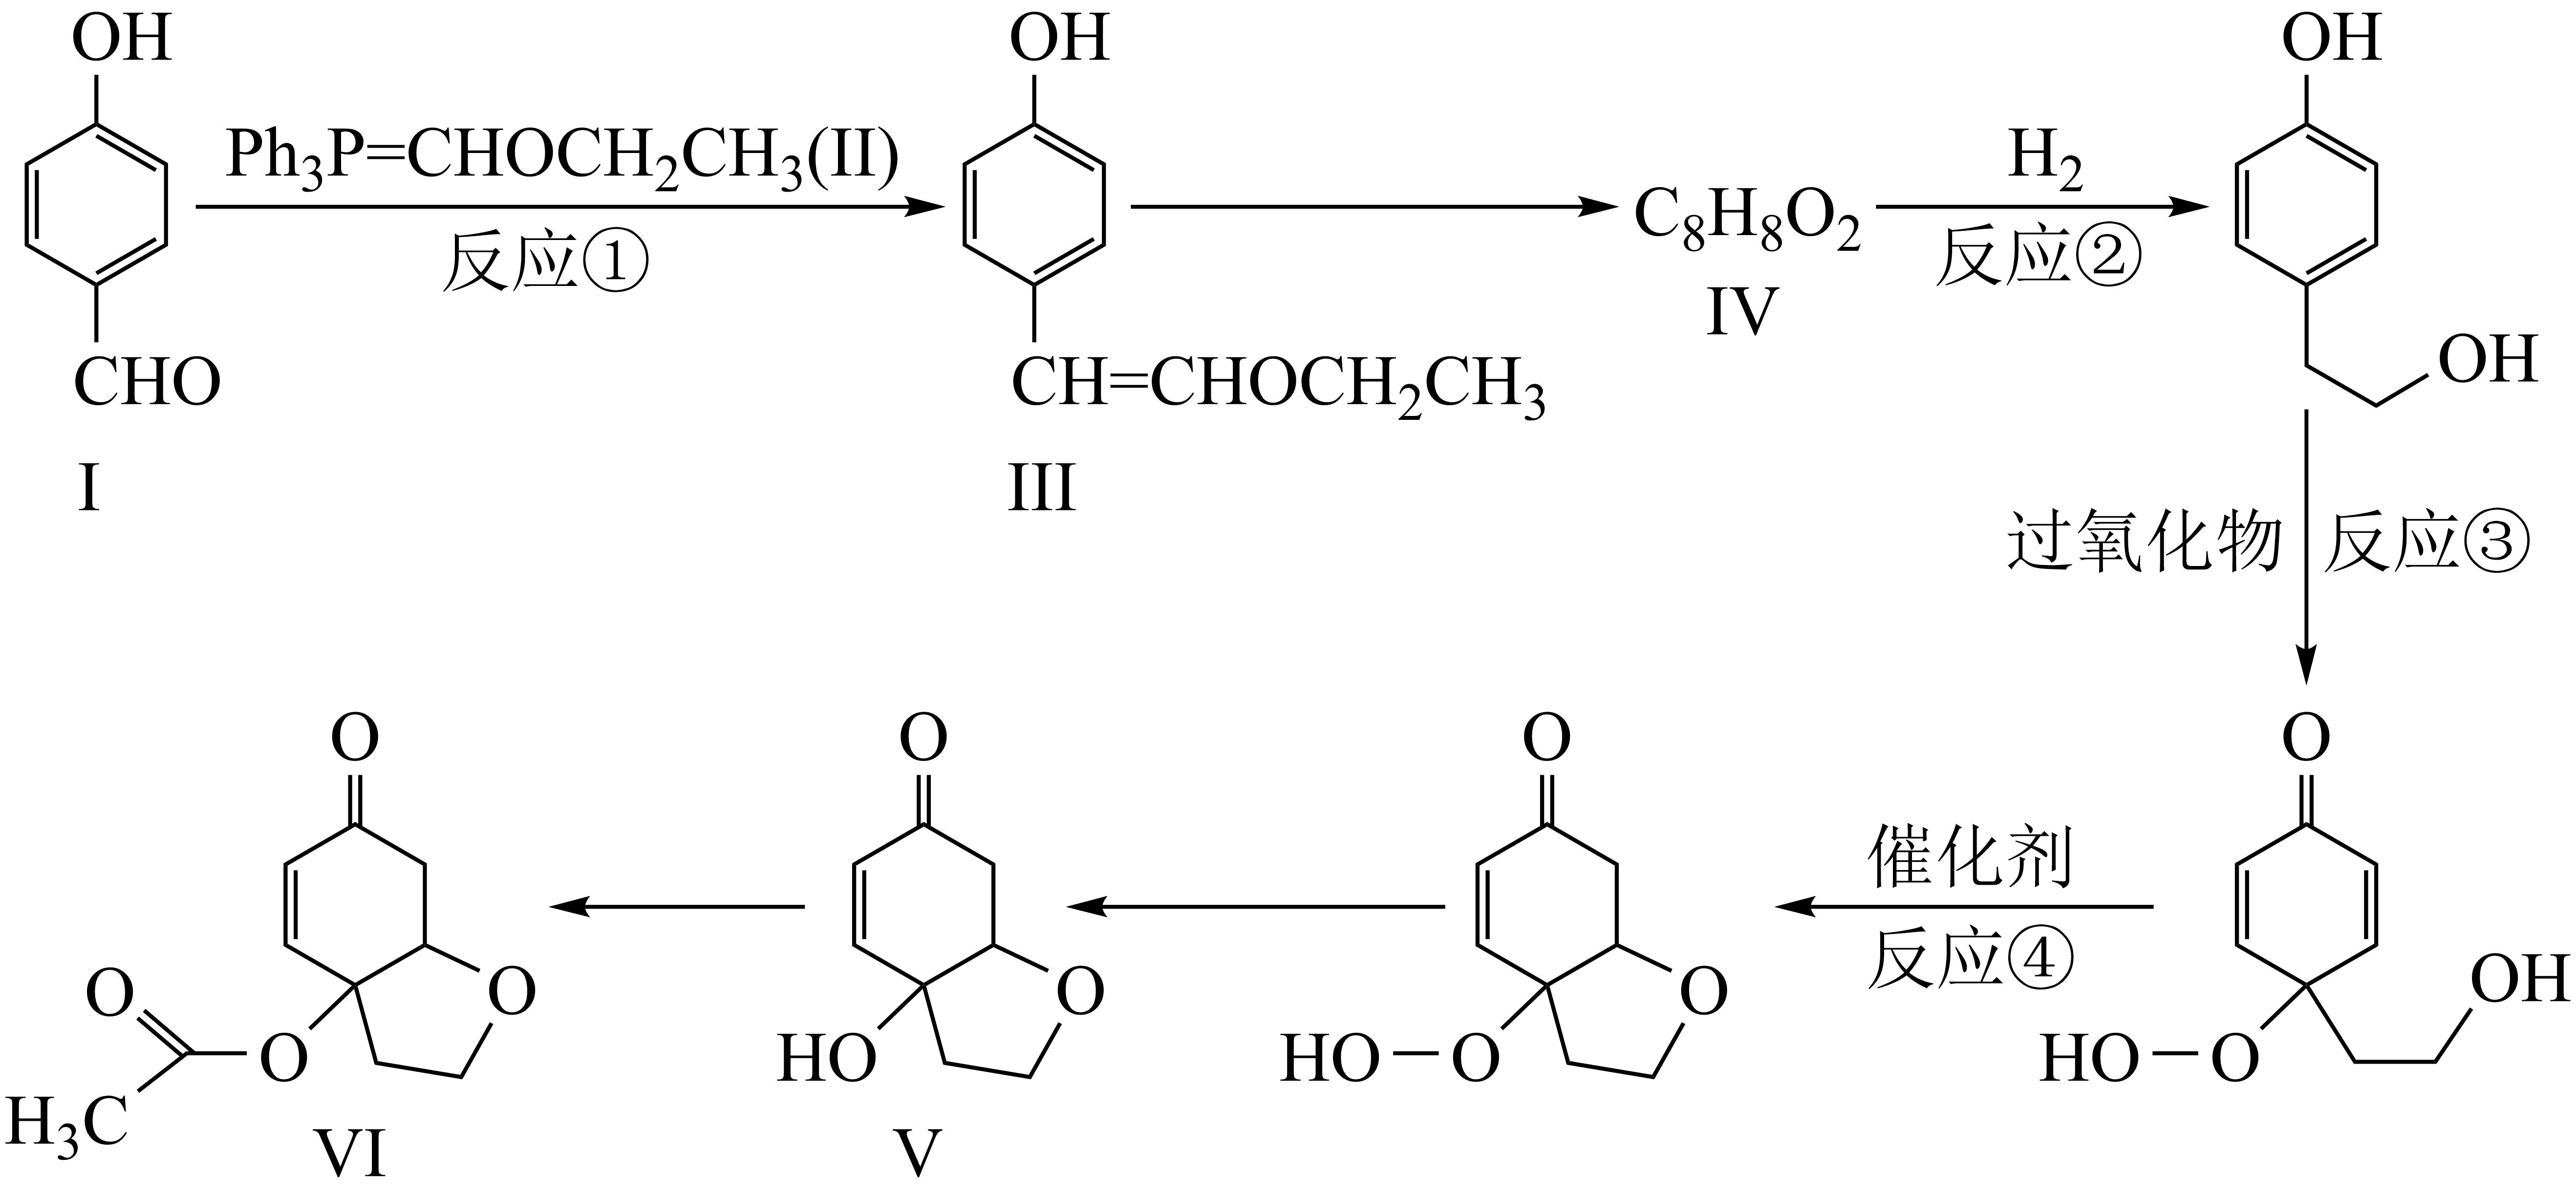 OH
CHO
I
Ph₃P=CHOCH₂CH₃(II)
反应①
OH
CH=CHOCH₂CH₃
III
C₈H₈O₂
IV
H₂
反应②
OH
OH
过氧化物 反应③
O
OH
HO—O
催化剂
反应④
O
O
HO—O
O
O
HO
V
O
O
O
O
H₃C
VI